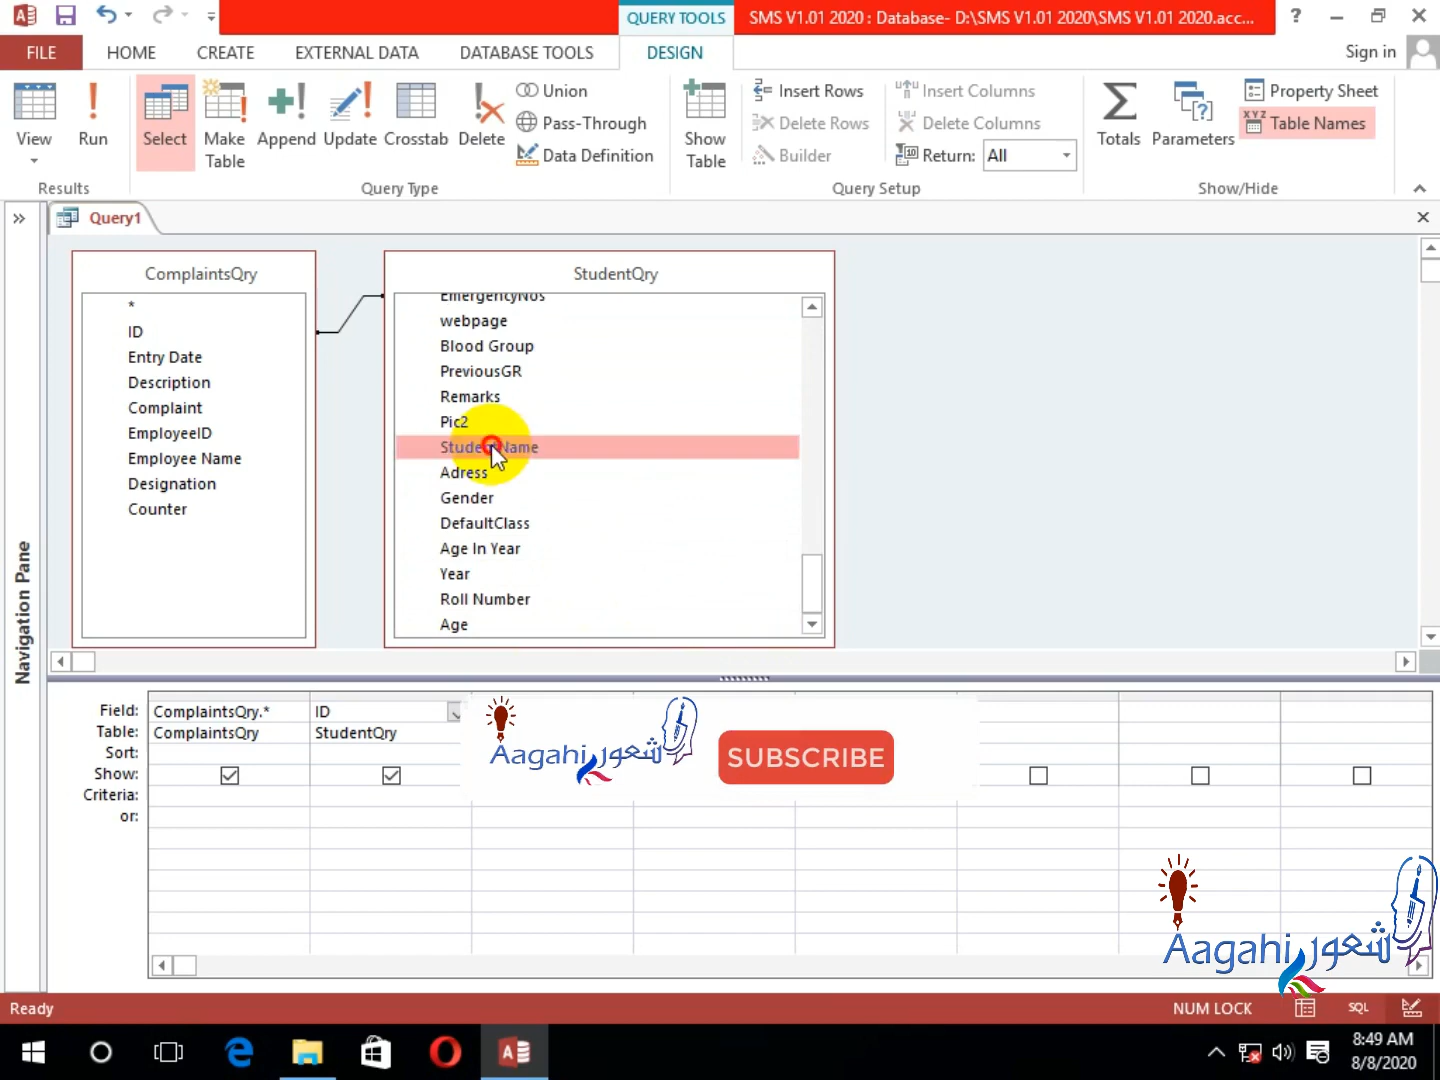 QUERY TOOLS
SMS V1.01 2020 : Database- D:\SMS V1.01 2020\SMS V1.01 2020.acc...
?
FILE
HOME
CREATE
EXTERNAL DATA
DATABASE TOOLS
DESIGN
Sign in
View
Run
Select
Make Table
Append
Update
Crosstab
Delete
Union
Pass-Through
Data Definition
Show Table
Insert Rows
Delete Rows
Builder
Insert Columns
Delete Columns
Return: All
Totals
Parameters
Property Sheet
Table Names
Results
Query Type
Query Setup
Show/Hide
Query1
Navigation Pane
ComplaintsQry
*
ID
Entry Date
Description
Complaint
EmployeeID
Employee Name
Designation
Counter
StudentQry
EmergencyNos
webpage
Blood Group
PreviousGR
Remarks
Pic2
StudentName
Adress
Gender
DefaultClass
Age In Year
Year
Roll Number
Age
Field: ComplaintsQry.* ID
Table: ComplaintsQry StudentQry
Sort:
Show:
Criteria:
or:
Aagahi شعور
SUBSCRIBE
Aagahi شعور
Ready
NUM LOCK
SQL
8:49 AM
8/8/2020